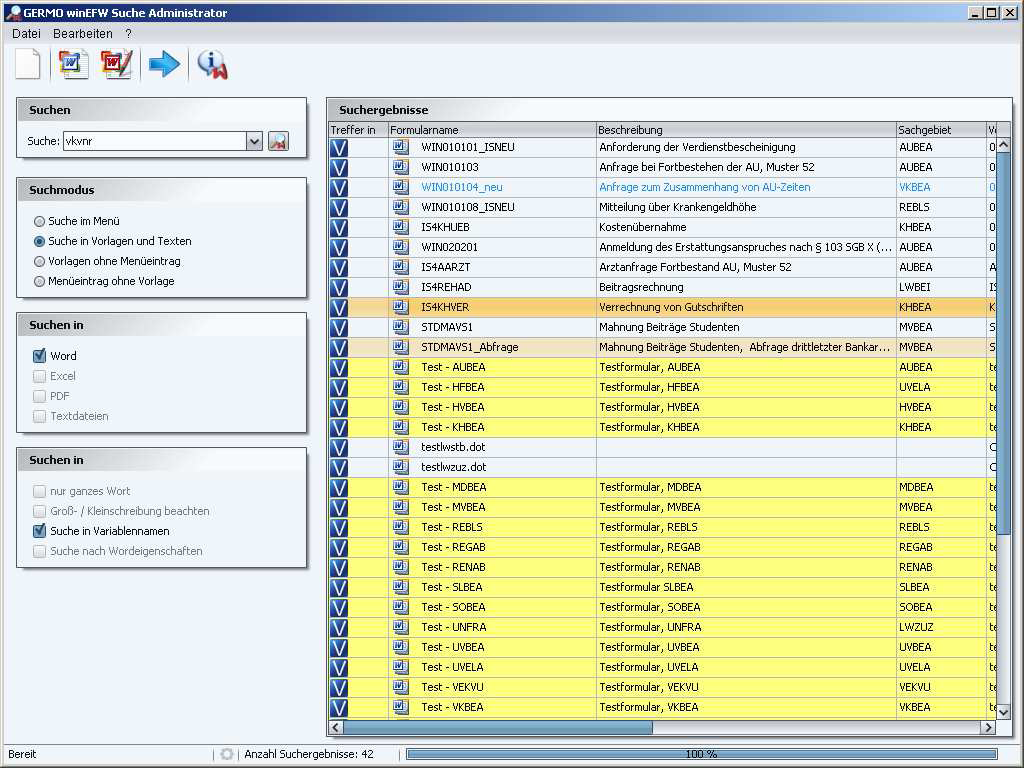 GERMO winEFW Suche Administrator
Datei Bearbeiten ?
Suchen
Suche: vkvnr
Suchmodus
Suche im Menü
Suche in Vorlagen und Texten
Vorlagen ohne Menüeintrag
Menüeintrag ohne Vorlage
Suchen in
Word
Excel
PDF
Textdateien
Suchen in
nur ganzes Wort
Groß- / Kleinschreibung beachten
Suche in Variablennamen
Suche nach Wordeigenschaften
Suchergebnisse
Treffer in Formularname Beschreibung Sachgebiet
V WIN010101_ISNEU Anforderung der Verdienstbescheinigung AUBEA 0
V WIN010103 Anfrage bei Fortbestehen der AU, Muster 52 AUBEA 0
V WIN010104_neu Anfrage zum Zusammenhang von AU-Zeiten VKBEA 0
V WIN010108_ISNEU Mitteilung über Krankengeldhöhe REBLS 0
V IS4KHUEB Kostenübernahme KHBEA 0
V WIN020201 Anmeldung des Erstattungsanspruches nach § 103 SGB X (... AUBEA 0
V IS4AARZT Arztanfrage Fortbestand AU, Muster 52 AUBEA A
V IS4REHAD Beitragsrechnung LWBEI IS
V IS4KHVER Verrechnung von Gutschriften KHBEA K
V STDMAVS1 Mahnung Beiträge Studenten MVBEA S
V STDMAVS1_Abfrage Mahnung Beiträge Studenten, Abfrage drittletzter Bankar... MVBEA S
V Test - AUBEA Testformular, AUBEA AUBEA te
V Test - HFBEA Testformular, HFBEA UVELA te
V Test - HVBEA Testformular, HVBEA HVBEA te
V Test - KHBEA Testformular, KHBEA KHBEA te
V testlwstb.dot C
V testlwzuz.dot C
V Test - MDBEA Testformular, MDBEA MDBEA te
V Test - MVBEA Testformular, MVBEA MVBEA te
V Test - REBLS Testformular, REBLS REBLS te
V Test - REGAB Testformular, REGAB REGAB te
V Test - RENAB Testformular, RENAB RENAB te
V Test - SLBEA Testformular SLBEA SLBEA te
V Test - SOBEA Testformular, SOBEA SOBEA te
V Test - UNFRA Testformular, UNFRA LWZUZ te
V Test - UVBEA Testformular, UVBEA UVBEA te
V Test - UVELA Testformular, UVELA UVELA te
V Test - VEKVU Testformular, VEKVU VEKVU te
V Test - VKBEA Testformular, VKBEA VKBEA te
Bereit Anzahl Suchergebnisse: 42 100 %